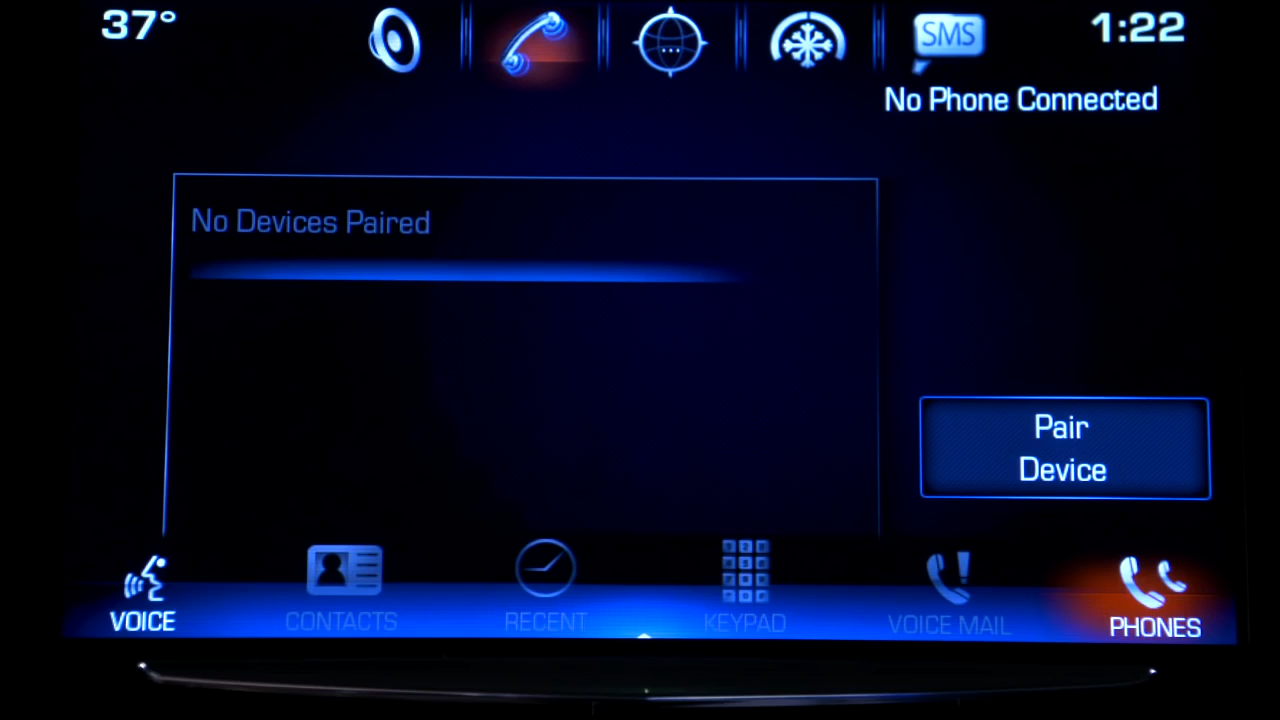 37°
SMS
1:22
No Phone Connected
No Devices Paired
Pair
Device
VOICE
CONTACTS
RECENT
KEYPAD
VOICE MAIL
PHONES